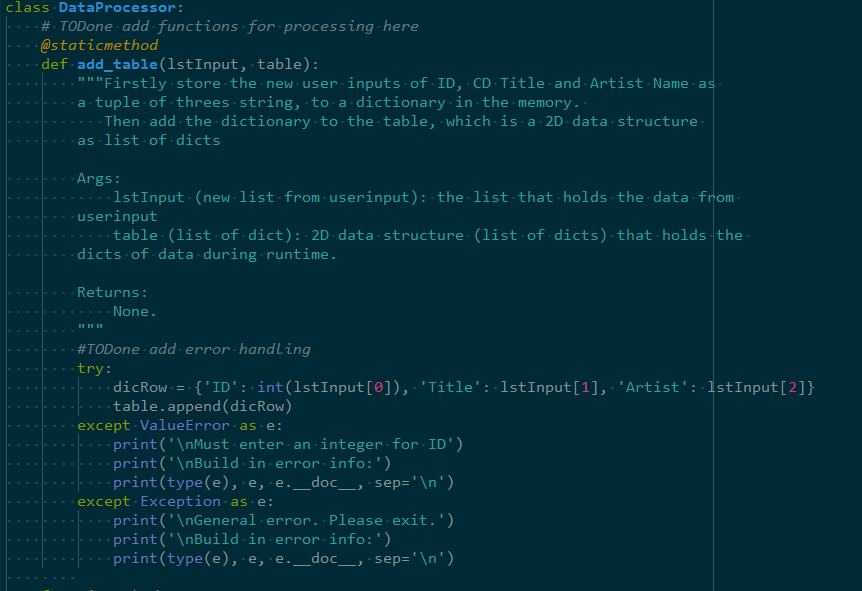 class DataProcessor:
    # TODone add functions for processing here
    @staticmethod
    def add_table(lstInput, table):
        """Firstly store the new user inputs of ID, CD Title and Artist Name as
        a tuple of threes string, to a dictionary in the memory.
           Then add the dictionary to the table, which is a 2D data structure
        as list of dicts

        Args:
            lstInput (new list from userinput): the list that holds the data from
        userinput
            table (list of dict): 2D data structure (list of dicts) that holds the
        dicts of data during runtime.

        Returns:
            None.
        """
        #TODone add error handling
        try:
            dicRow = {'ID': int(lstInput[0]), 'Title': lstInput[1], 'Artist': lstInput[2]}
            table.append(dicRow)
        except ValueError as e:
            print('\nMust enter an integer for ID')
            print('\nBuild in error info:')
            print(type(e), e, e.__doc__, sep='\n')
        except Exception as e:
            print('\nGeneral error. Please exit.')
            print('\nBuild in error info:')
            print(type(e), e, e.__doc__, sep='\n')